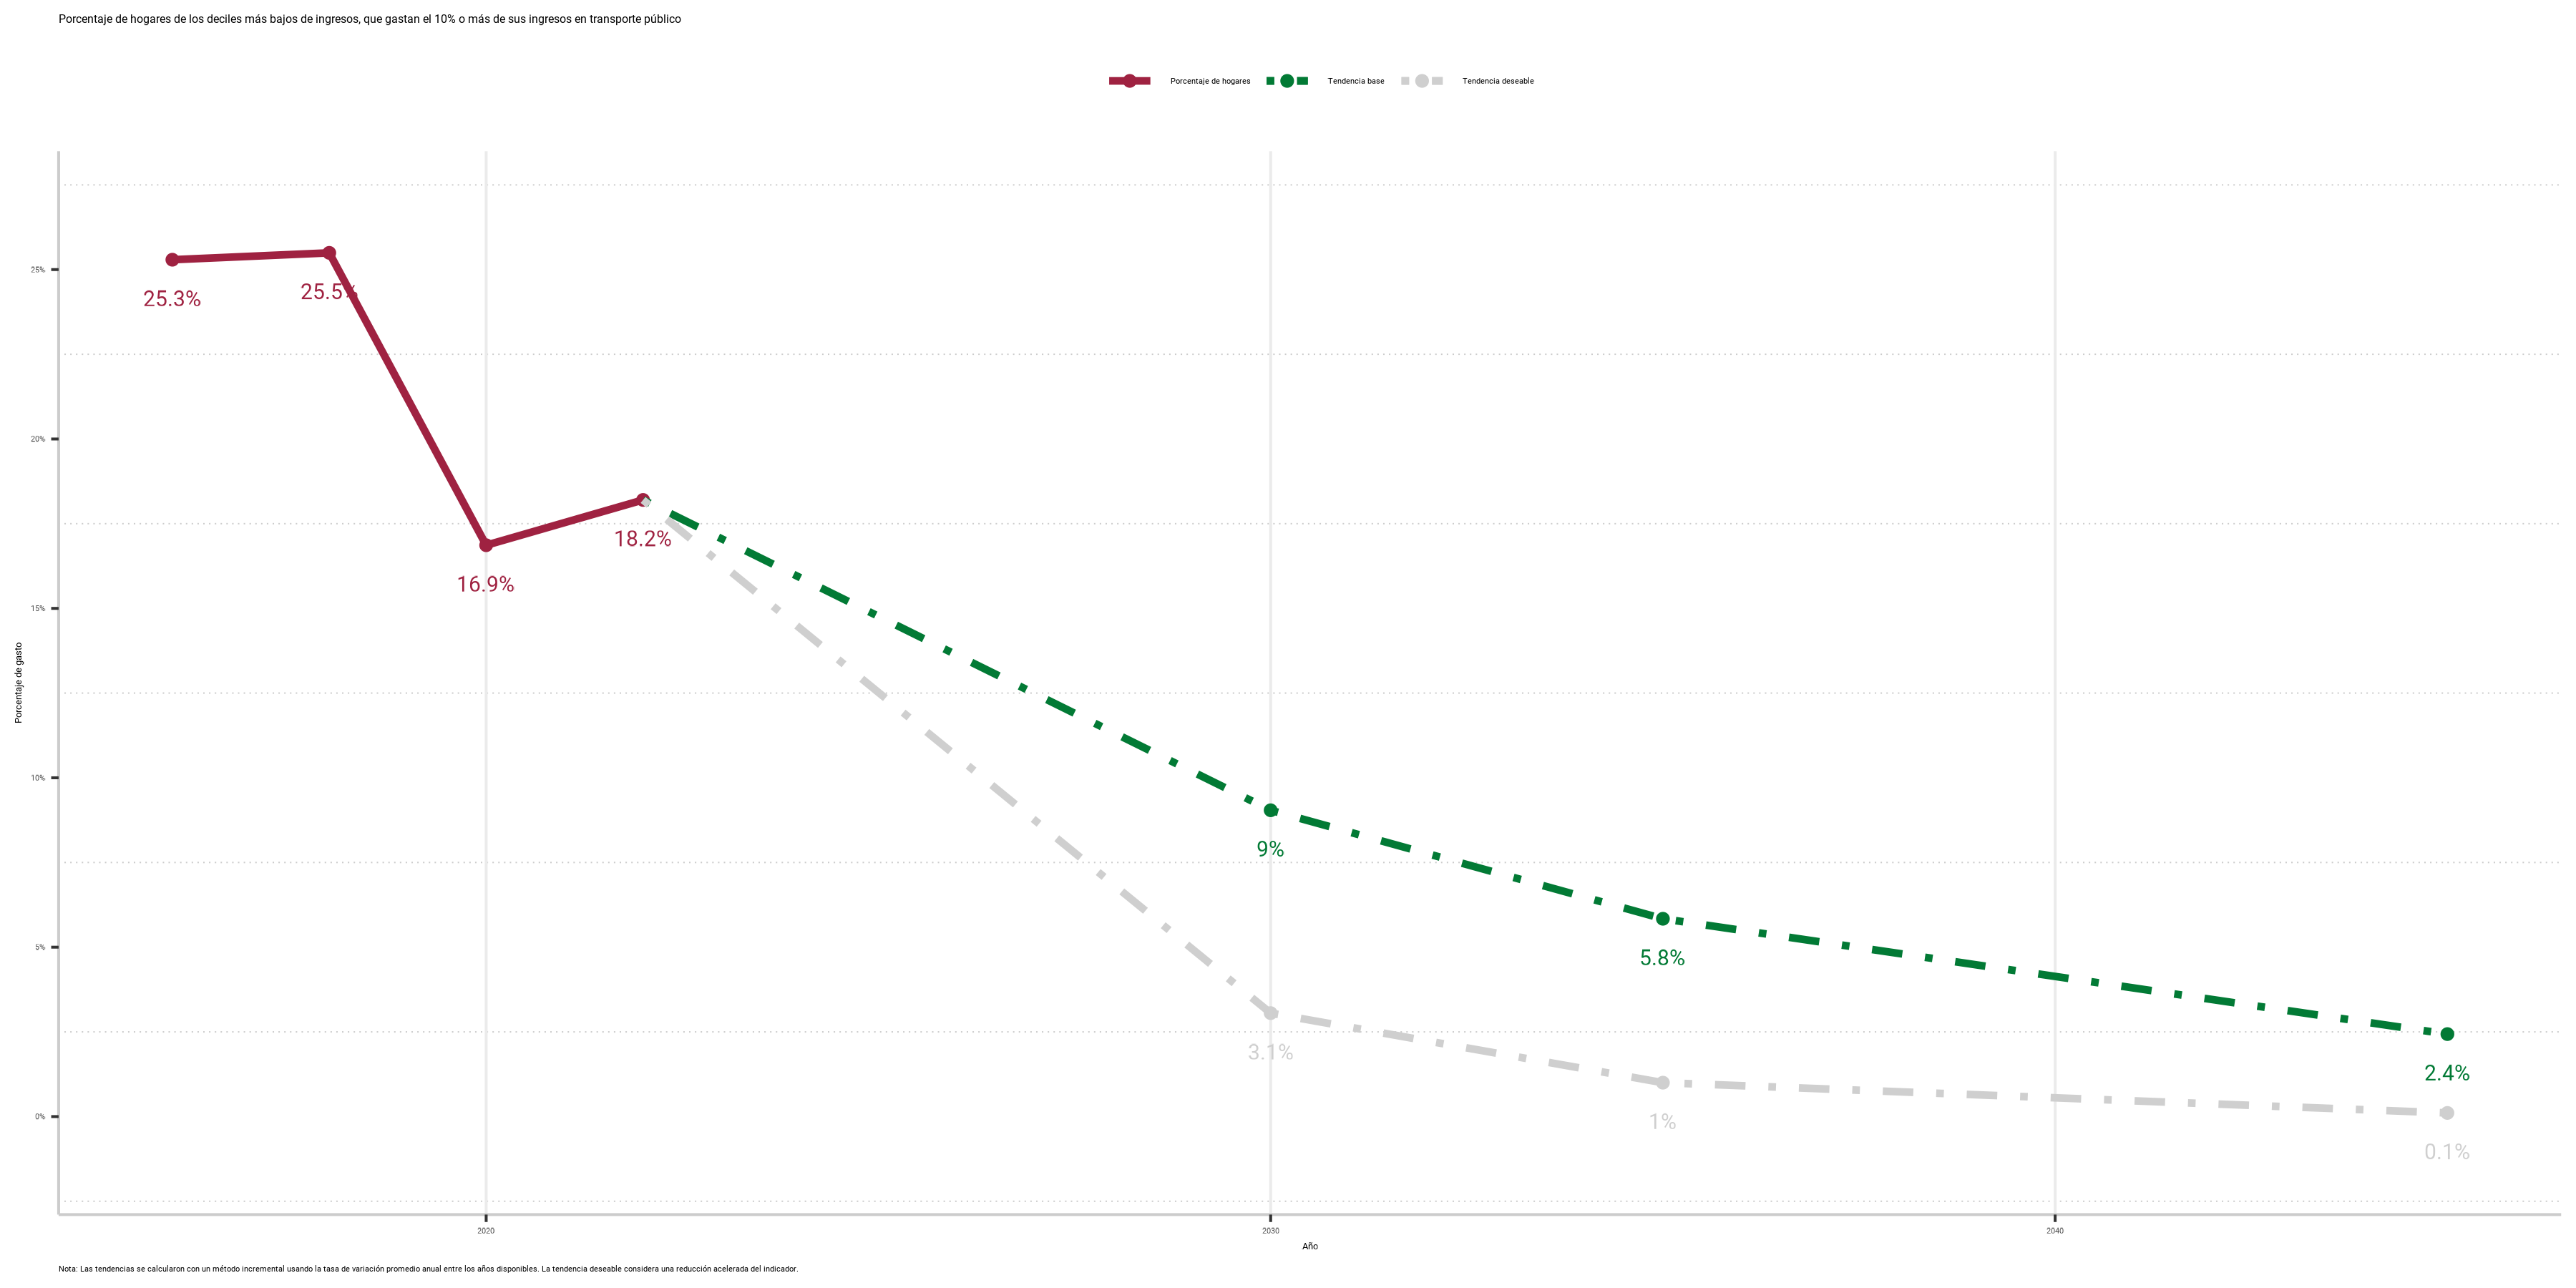 Porcentaje de hogares de los deciles más bajos de ingresos, que gastan el 10% o más de sus ingresos en transporte público
Porcentaje de hogares Tendencia base Tendencia deseable
25%
20%
15%
10%
5%
0%
Porcentaje de gasto
25.3%
25.5%
16.9%
18.2%
9%
5.8%
2.4%
3.1%
1%
0.1%
2020 2030 2040
Año
Nota: Las tendencias se calcularon con un método incremental usando la tasa de variación promedio anual entre los años disponibles. La tendencia deseable considera una reducción acelerada del indicador.